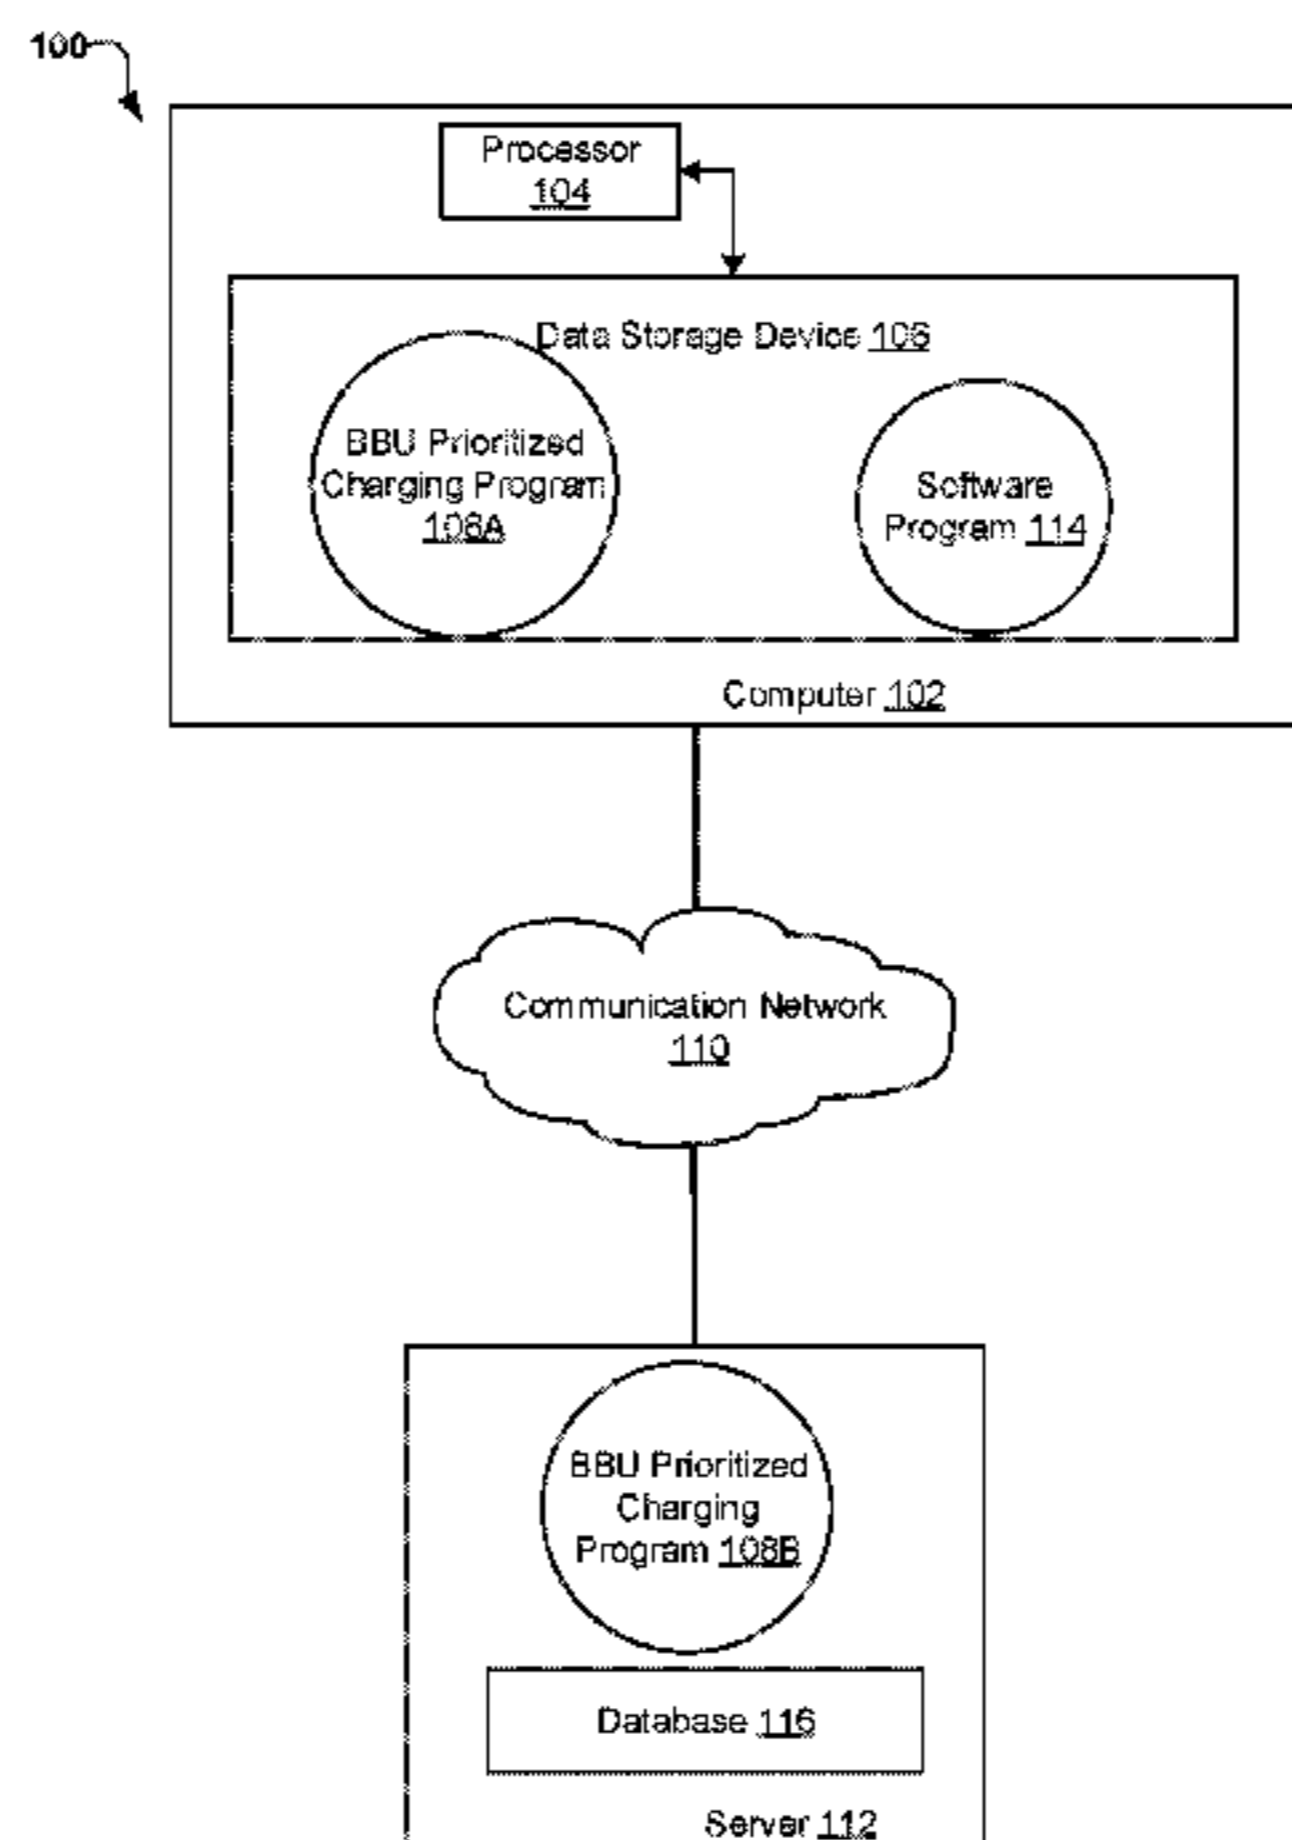 100
Processor
104
Data Storage Device 106
BBU Prioritized
Charging Program
108A
Software
Program 114
Computer 102
Communication Network
110
BBU Prioritized
Charging
Program 108B
Database 116
Server 112